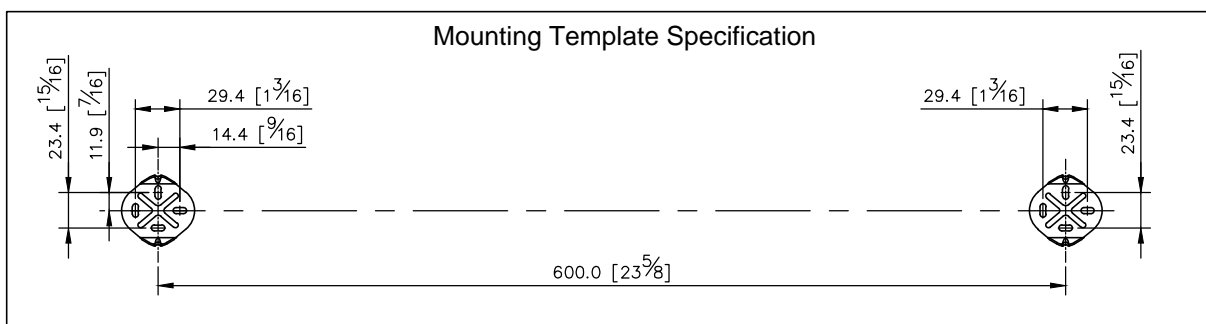 Mounting Template Specification
23.4 [15/16]
11.9 [7/16]
29.4 [1 3/16]
14.4 [9/16]
29.4 [1 3/16]
23.4 [15/16]
600.0 [23 5/8]